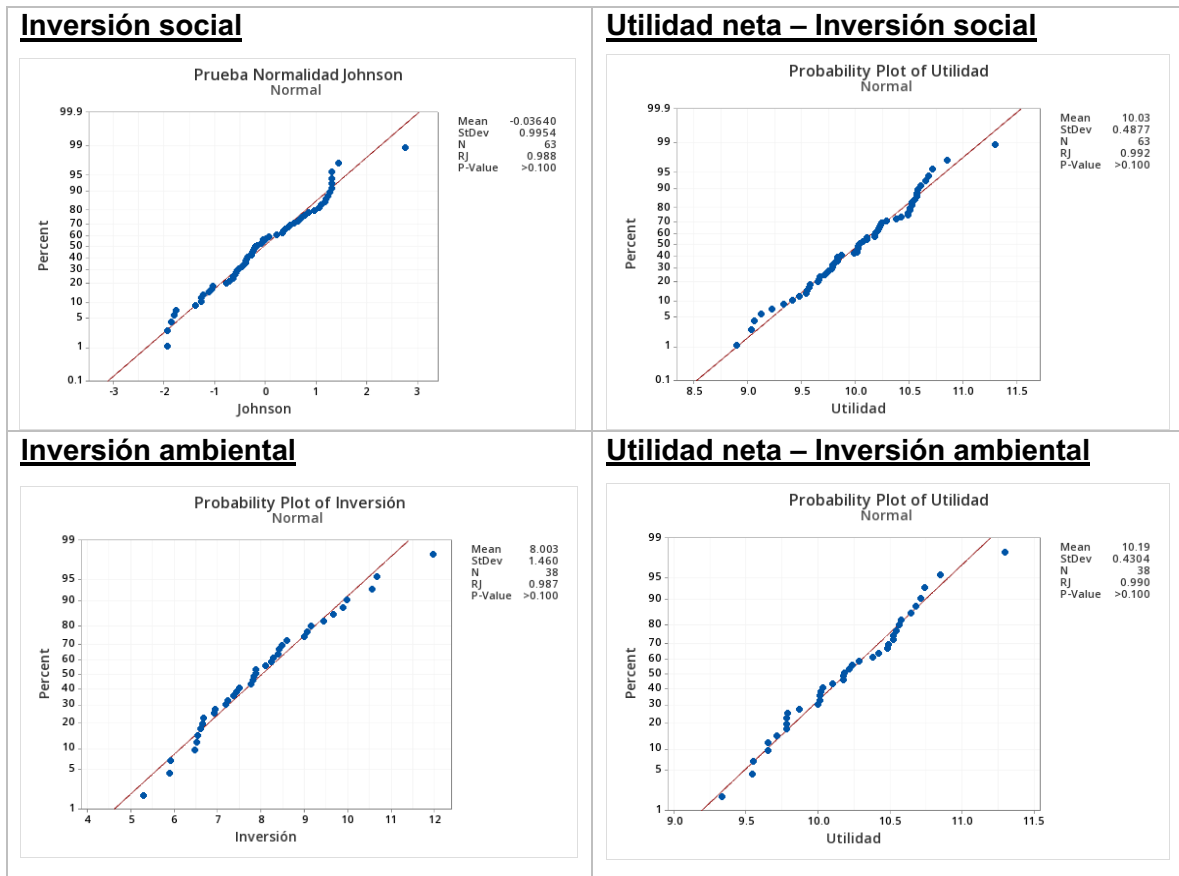 Inversión social
Prueba Normalidad Johnson
Normal
99.9
99
95
90
80
70
60
50
40
30
20
10
5
1
0.1
Percent
-3 -2 -1 0 1 2 3
Johnson
Mean -0.03640
StDev 0.9954
N 63
RJ 0.988
P-Value >0.100
Utilidad neta – Inversión social
Probability Plot of Utilidad
Normal
99.9
99
95
90
80
70
60
50
40
30
20
10
5
1
0.1
Percent
8.5 9.0 9.5 10.0 10.5 11.0 11.5
Utilidad
Mean 10.03
StDev 0.4877
N 63
RJ 0.992
P-Value >0.100
Inversión ambiental
Probability Plot of Inversión
Normal
99
95
90
80
70
60
50
40
30
20
10
5
1
Percent
4 5 6 7 8 9 10 11 12
Inversión
Mean 8.003
StDev 1.460
N 38
RJ 0.987
P-Value >0.100
Utilidad neta – Inversión ambiental
Probability Plot of Utilidad
Normal
99
95
90
80
70
60
50
40
30
20
10
5
1
Percent
9.0 9.5 10.0 10.5 11.0 11.5
Utilidad
Mean 10.19
StDev 0.4304
N 38
RJ 0.990
P-Value >0.100